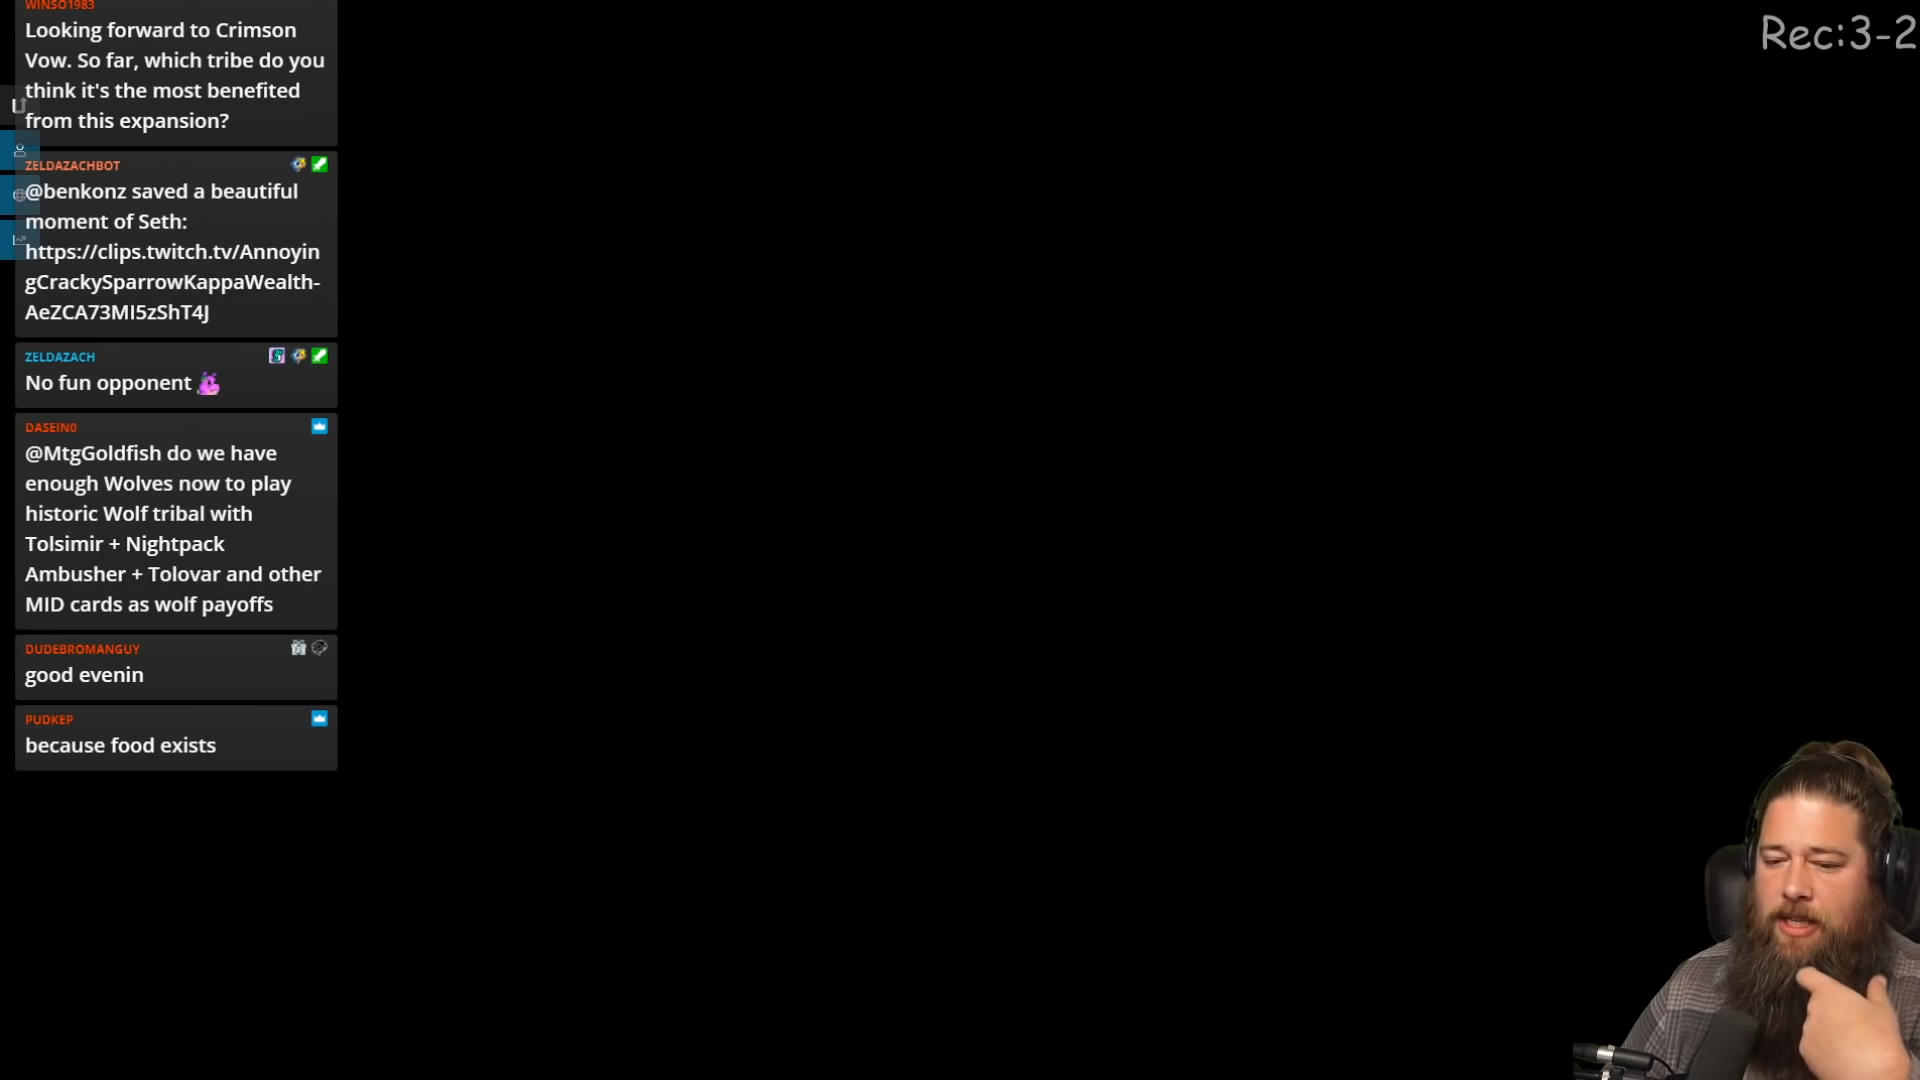 WINSO1983
Looking forward to Crimson
Vow. So far, which tribe do you
think it's the most benefited
from this expansion?
ZELDAZACHBOT
@benkonz saved a beautiful
moment of Seth:
https://clips.twitch.tv/Annoyin
gCrackySparrowKappaWealth-
AeZCA73MI5zShT4J
ZELDAZACH
No fun opponent
DASEIN0
@MtgGoldfish do we have
enough Wolves now to play
historic Wolf tribal with
Tolsimir + Nightpack
Ambusher + Tolovar and other
MID cards as wolf payoffs
DUDEBROMANGUY
good evenin
PUDKEP
because food exists
Rec:3-2